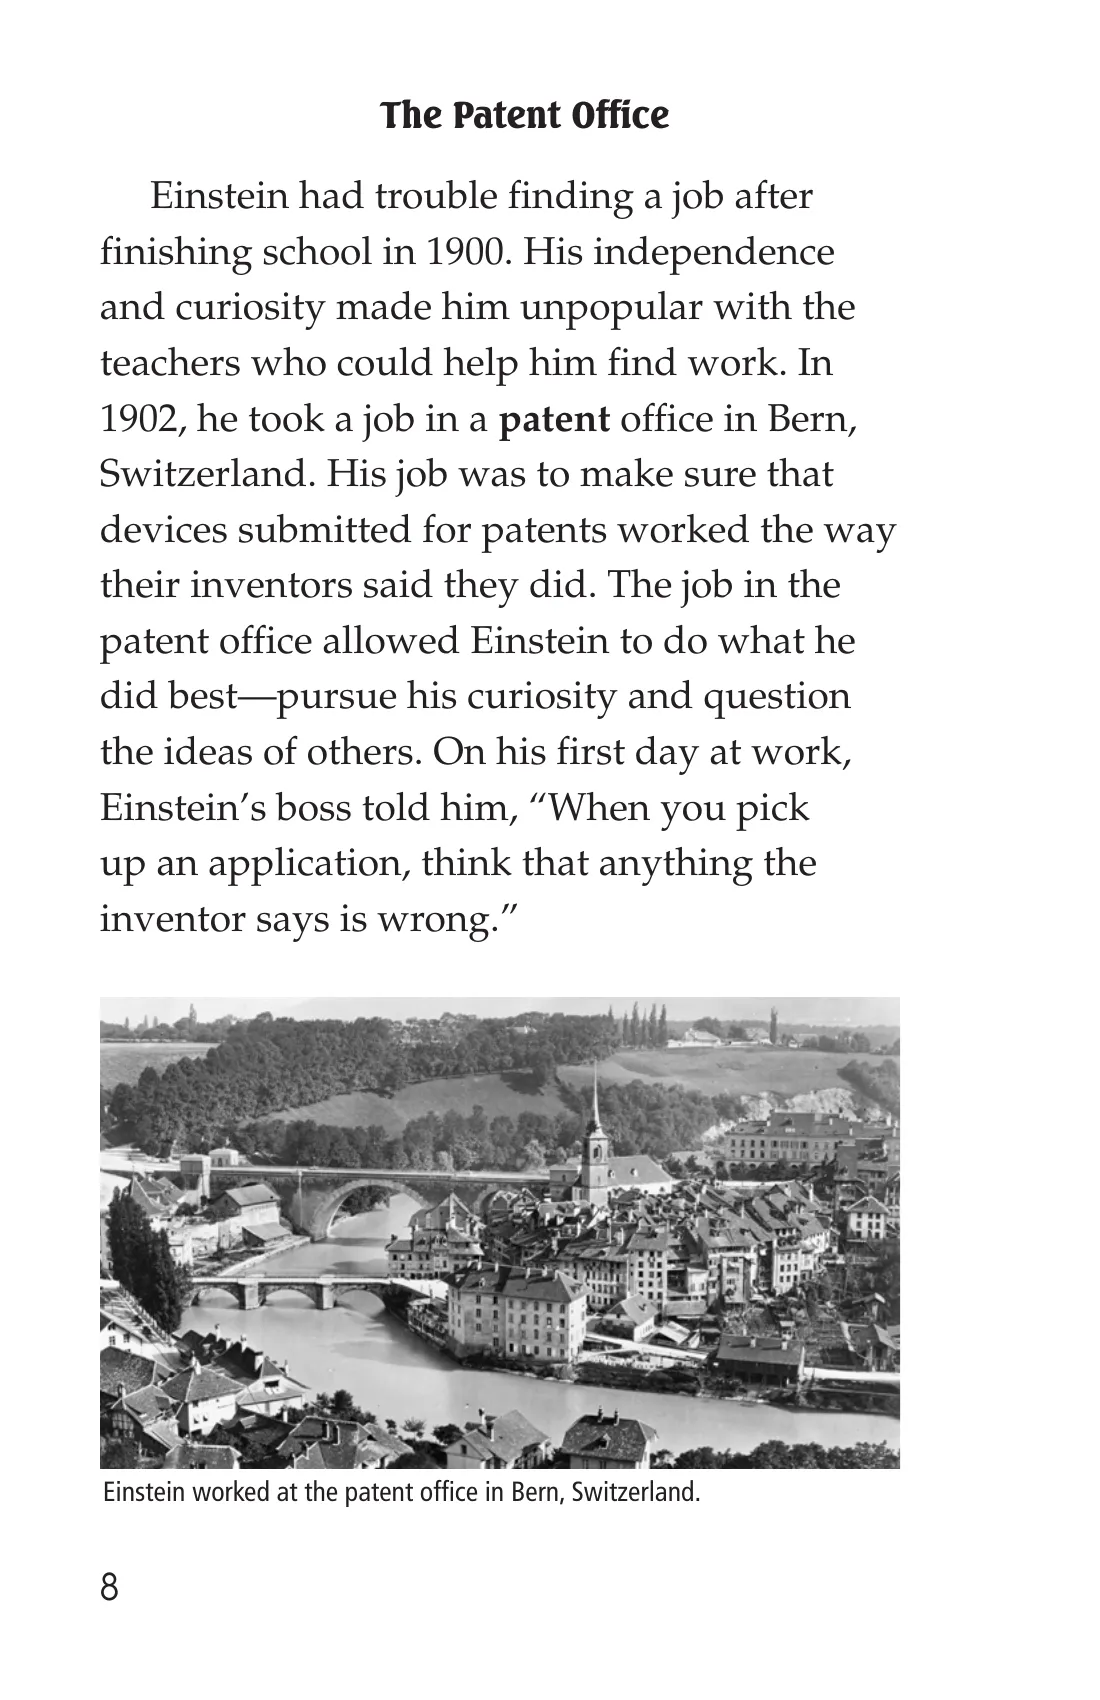 The Patent Office
Einstein had trouble finding a job after
finishing school in 1900. His independence
and curiosity made him unpopular with the
teachers who could help him find work. In
1902, he took a job in a patent office in Bern,
Switzerland. His job was to make sure that
devices submitted for patents worked the way
their inventors said they did. The job in the
patent office allowed Einstein to do what he
did best—pursue his curiosity and question
the ideas of others. On his first day at work,
Einstein’s boss told him, “When you pick
up an application, think that anything the
inventor says is wrong.”
Einstein worked at the patent office in Bern, Switzerland.
8